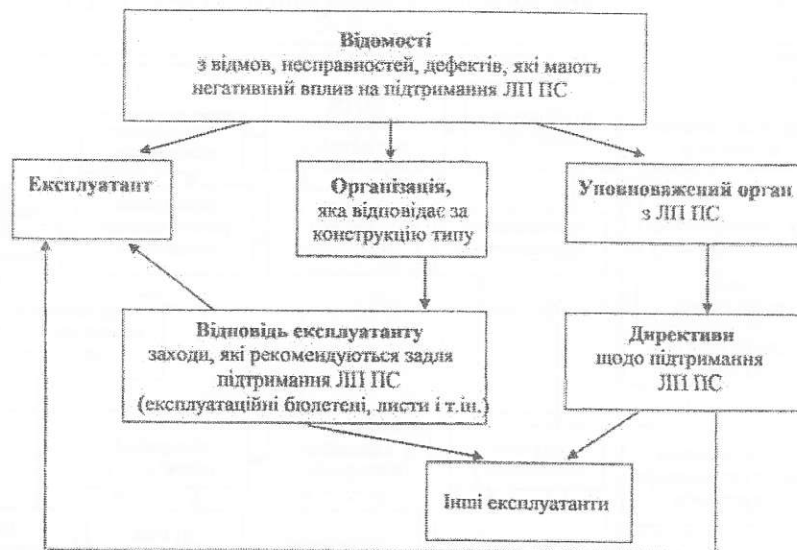 Відомості
з відмов, несправностей, дефектів, які мають
негативний вплив на підтримання ЛП ПС
Експлуатант
Організація,
яка відповідає за
конструкцію типу
Уповноважений орган
з ЛП ПС
Відповідь експлуатанту
заходи, які рекомендуються задля
підтримання ЛП ПС
(експлуатаційні бюлетені, листи і т.ін.)
Директиви
щодо підтримання
ЛП ПС
Інші експлуатанти